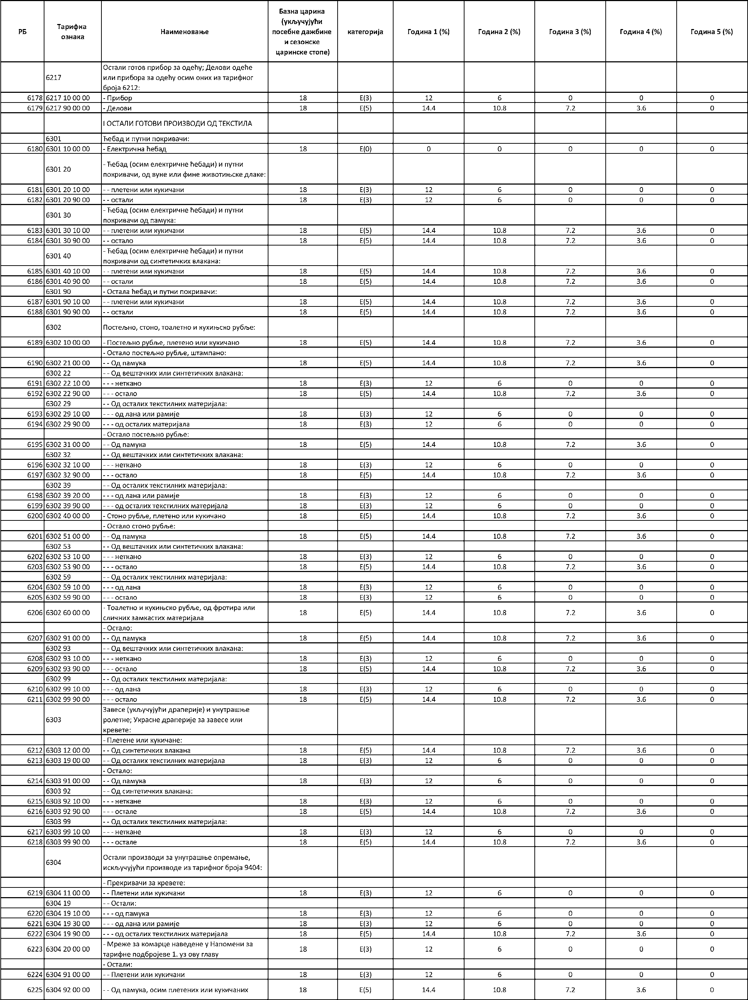 РБ Тарифна ознака Наименовање Базна царина (укључујући посебне дажбине и сезонске царинске стопе) категорија Година 1 (%) Година 2 (%) Година 3 (%) Година 4 (%) Година 5 (%)
6217 Остали готов прибор за одећу; Делови одеће или прибора за одећу осим оних из тарифног броја 6212:
6178 6217 10 00 00 - Прибор 18 E(3) 12 6 0 0 0
6179 6217 90 00 00 - Делови 18 E(5) 14.4 10.8 7.2 3.6 0
I ОСТАЛИ ГОТОВИ ПРОИЗВОДИ ОД ТЕКСТИЛА
6301 Ћебад и путни покривачи:
6180 6301 10 00 00 - Електрична ћебад 18 E(0) 0 0 0 0 0
6301 20 - Ћебад (осим електричне ћебади) и путни покривачи, од вуне или фине животињске длаке:
6181 6301 20 10 00 - - плетени или кукичани 18 E(3) 12 6 0 0 0
6182 6301 20 90 00 - - остали 18 E(3) 12 6 0 0 0
6301 30 - Ћебад (осим електричне ћебади) и путни покривачи од памука:
6183 6301 30 10 00 - - плетени или кукичани 18 E(5) 14.4 10.8 7.2 3.6 0
6184 6301 30 90 00 - - остало 18 E(5) 14.4 10.8 7.2 3.6 0
6301 40 - Ћебад (осим електричне ћебади) и путни покривачи од синтетичких влакана:
6185 6301 40 10 00 - - плетени или кукичани 18 E(5) 14.4 10.8 7.2 3.6 0
6186 6301 40 90 00 - - остали 18 E(5) 14.4 10.8 7.2 3.6 0
6301 90 - Остала ћебад и путни покривачи:
6187 6301 90 10 00 - - плетени или кукичани 18 E(5) 14.4 10.8 7.2 3.6 0
6188 6301 90 90 00 - - остали 18 E(5) 14.4 10.8 7.2 3.6 0
6302 Постељно, стоно, тоалетно и кухињско рубље:
6189 6302 10 00 00 - Постељно рубље, плетено или кукичано 18 E(5) 14.4 10.8 7.2 3.6 0
- Остало постељно рубље, штампано:
6190 6302 21 00 00 - - Од памука 18 E(5) 14.4 10.8 7.2 3.6 0
6302 22 - - Од вештачких или синтетичких влакана:
6191 6302 22 10 00 - - - неткано 18 E(3) 12 6 0 0 0
6192 6302 22 90 00 - - - остало 18 E(5) 14.4 10.8 7.2 3.6 0
6302 29 - - Од осталих текстилних материјала:
6193 6302 29 10 00 - - - од лана или рамије 18 E(3) 12 6 0 0 0
6194 6302 29 90 00 - - - од осталих материјала 18 E(3) 12 6 0 0 0
- Остало постељно рубље:
6195 6302 31 00 00 - - Од памука 18 E(5) 14.4 10.8 7.2 3.6 0
6302 32 - - Од вештачких или синтетичких влакана:
6196 6302 32 10 00 - - - неткано 18 E(3) 12 6 0 0 0
6197 6302 32 90 00 - - - остало 18 E(5) 14.4 10.8 7.2 3.6 0
6302 39 - - Од осталих текстилних материјала:
6198 6302 39 20 00 - - - од лана или рамије 18 E(3) 12 6 0 0 0
6199 6302 39 90 00 - - - од осталих текстилних материјала 18 E(3) 12 6 0 0 0
6200 6302 40 00 00 - Стоно рубље, плетено или кукичано 18 E(5) 14.4 10.8 7.2 3.6 0
- Остало стоно рубље:
6201 6302 51 00 00 - - Од памука 18 E(5) 14.4 10.8 7.2 3.6 0
6302 53 - - Од вештачких или синтетичких влакана:
6202 6302 53 10 00 - - - неткано 18 E(3) 12 6 0 0 0
6203 6302 53 90 00 - - - остало 18 E(5) 14.4 10.8 7.2 3.6 0
6302 59 - - Од осталих текстилних материјала:
6204 6302 59 10 00 - - - од лана 18 E(3) 12 6 0 0 0
6205 6302 59 90 00 - - - остало 18 E(3) 12 6 0 0 0
6206 6302 60 00 00 - Тоалетно и кухињско рубље, од фротира или сличних замкастих материјала 18 E(5) 14.4 10.8 7.2 3.6 0
- Остало:
6207 6302 91 00 00 - - Од памука 18 E(5) 14.4 10.8 7.2 3.6 0
6302 93 - - Од вештачких или синтетичких влакана:
6208 6302 93 10 00 - - - неткано 18 E(3) 12 6 0 0 0
6209 6302 93 90 00 - - - остало 18 E(5) 14.4 10.8 7.2 3.6 0
6302 99 - - Од осталих текстилних материјала:
6210 6302 99 10 00 - - - од лана 18 E(3) 12 6 0 0 0
6211 6302 99 90 00 - - - остало 18 E(5) 14.4 10.8 7.2 3.6 0
6303 Завесе (укључујући драперије) и унутрашње ролетне; Украсне драперије за завесе или кревете:
- Плетене или кукичане:
6212 6303 12 00 00 - - Од синтетичких влакана 18 E(5) 14.4 10.8 7.2 3.6 0
6213 6303 19 00 00 - - Од осталих текстилних материјала 18 E(3) 12 6 0 0 0
- Остало:
6214 6303 91 00 00 - - Од памука 18 E(3) 12 6 0 0 0
6303 92 - - Од синтетичких влакана:
6215 6303 92 10 00 - - - неткане 18 E(3) 12 6 0 0 0
6216 6303 92 90 00 - - - остале 18 E(5) 14.4 10.8 7.2 3.6 0
6303 99 - - Од осталих текстилних материјала:
6217 6303 99 10 00 - - - неткане 18 E(3) 12 6 0 0 0
6218 6303 99 90 00 - - - остале 18 E(5) 14.4 10.8 7.2 3.6 0
6304 Остали производи за унутрашње опремање, искључујући производе из тарифног броја 9404:
- Прекривачи за кревете:
6219 6304 11 00 00 - - Плетени или кукичани 18 E(3) 12 6 0 0 0
6304 19 - - Остали:
6220 6304 19 10 00 - - - од памука 18 E(3) 12 6 0 0 0
6221 6304 19 30 00 - - - од лана или рамије 18 E(3) 12 6 0 0 0
6222 6304 19 90 00 - - - од осталих текстилних материјала 18 E(5) 14.4 10.8 7.2 3.6 0
6223 6304 20 00 00 - Мреже за комарце наведене у Напомени за тарифне подбројеве 1. уз ову главу 18 E(3) 12 6 0 0 0
- Остали:
6224 6304 91 00 00 - - Плетени или кукичани 18 E(3) 12 6 0 0 0
6225 6304 92 00 00 - - Од памука, осим плетених или кукичаних 18 E(5) 14.4 10.8 7.2 3.6 0